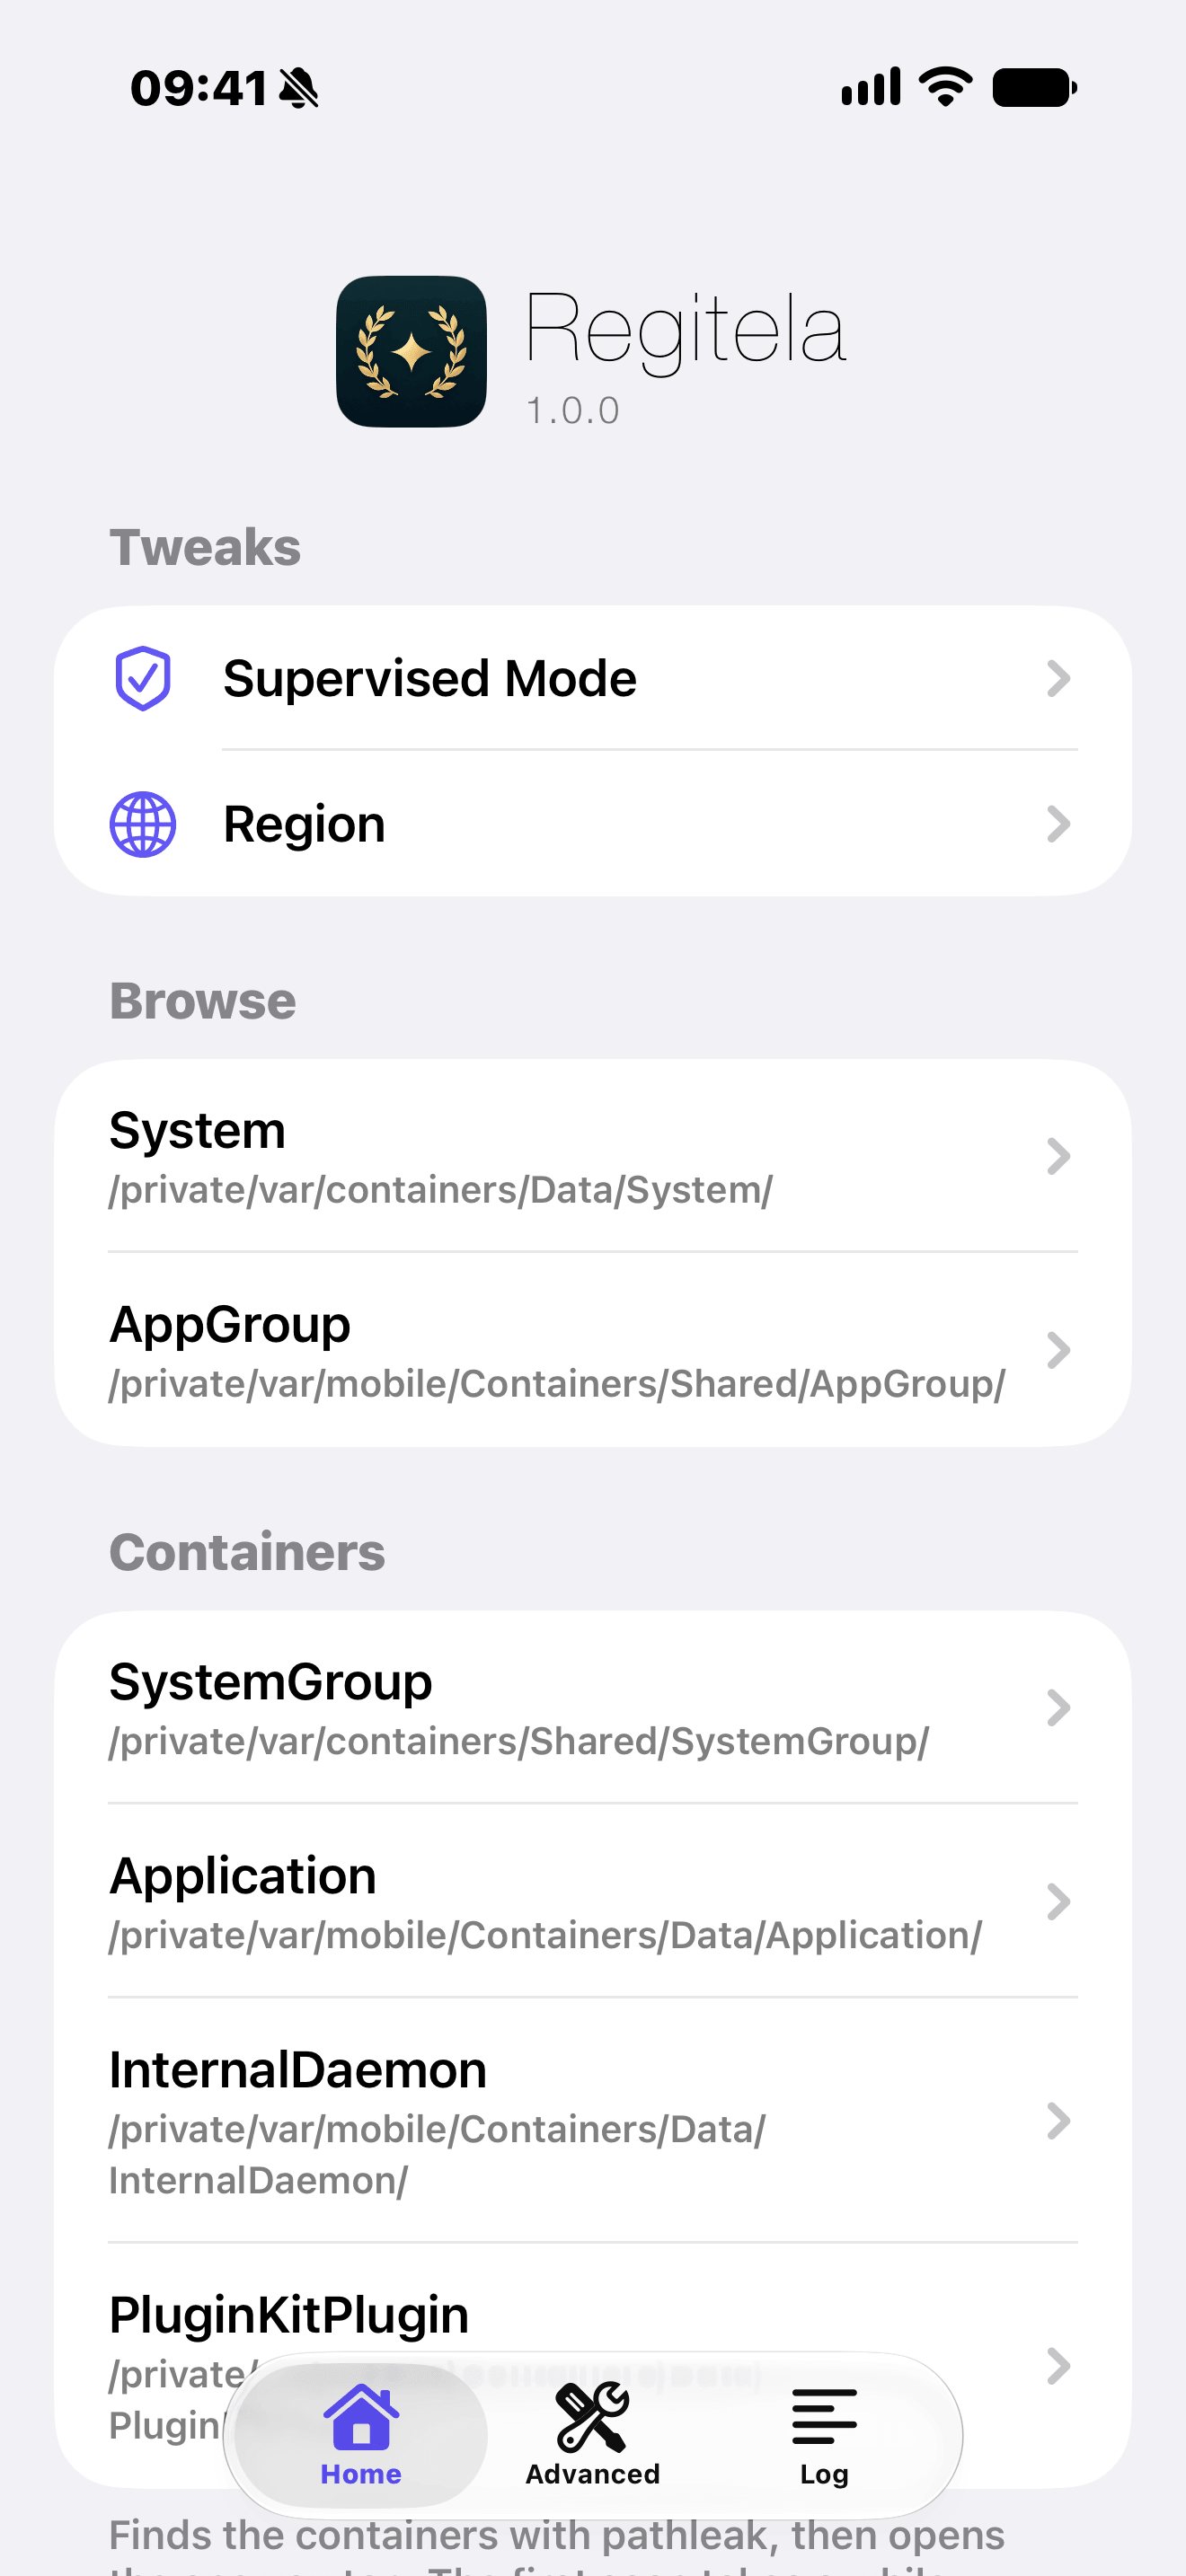 09:41
Regitela
1.0.0
Tweaks
Supervised Mode
Region
Browse
System
/private/var/containers/Data/System/
AppGroup
/private/var/mobile/Containers/Shared/AppGroup/
Containers
SystemGroup
/private/var/containers/Shared/SystemGroup/
Application
/private/var/mobile/Containers/Data/Application/
InternalDaemon
/private/var/mobile/Containers/Data/
InternalDaemon/
PluginKitPlugin
/private/
Plugin
Home
Advanced
Log
Finds the containers with pathleak, then opens